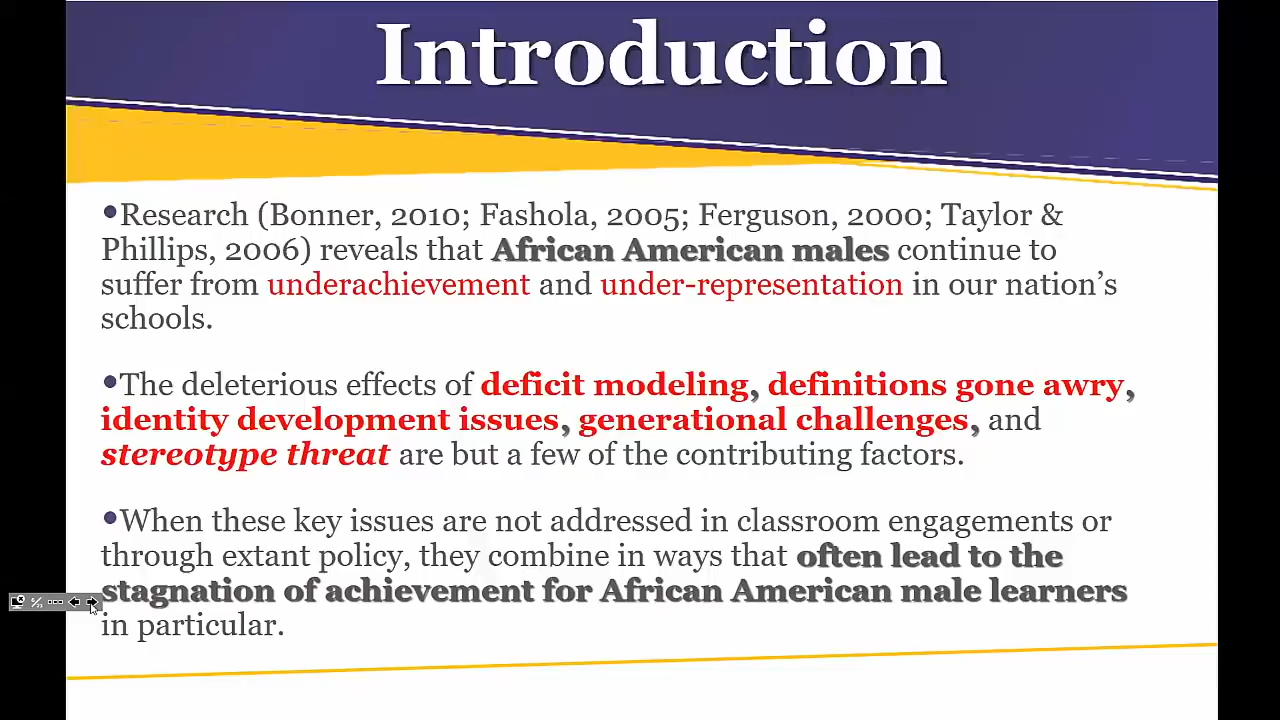 Introduction
•Research (Bonner, 2010; Fashola, 2005; Ferguson, 2000; Taylor &
Phillips, 2006) reveals that African American males continue to
suffer from underachievement and under-representation in our nation’s
schools.
•The deleterious effects of deficit modeling, definitions gone awry,
identity development issues, generational challenges, and
stereotype threat are but a few of the contributing factors.
•When these key issues are not addressed in classroom engagements or
through extant policy, they combine in ways that often lead to the
stagnation of achievement for African American male learners
in particular.